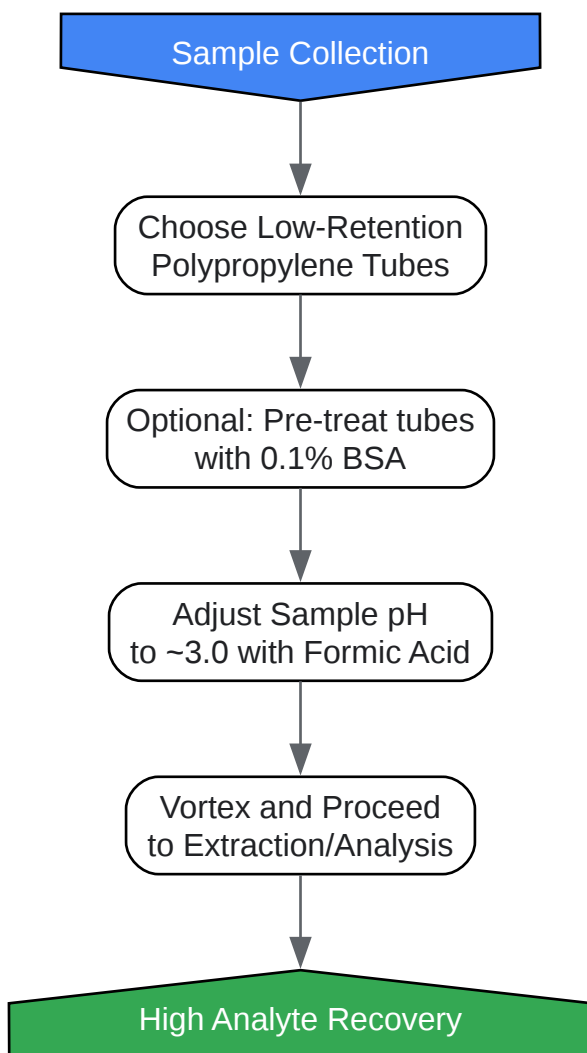 Sample Collection
Choose Low-Retention
Polypropylene Tubes
Optional: Pre-treat tubes
with 0.1% BSA
Adjust Sample pH
to ~3.0 with Formic Acid
Vortex and Proceed
to Extraction/Analysis
High Analyte Recovery